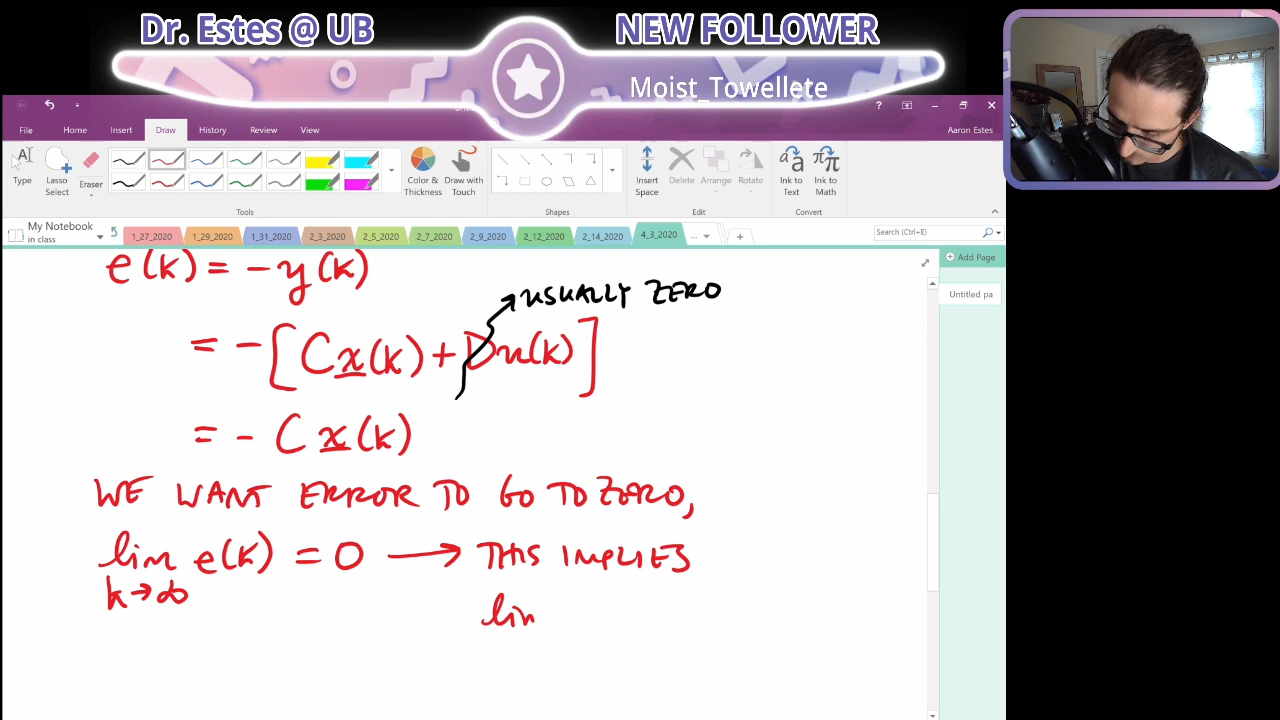 Dr. Estes @ UB
NEW FOLLOWER
Moist_Towellete
File Home Insert Draw History Review View
Aaron Estes
Type
Lasso Select
Eraser
Color & Thickness
Draw with Touch
Insert Space
Delete
Arrange
Rotate
Ink to Text
Ink to Math
Tools
Shapes
Edit
Convert
My Notebook
in class
1_27_2020 1_29_2020 1_31_2020 2_3_2020 2_5_2020 2_7_2020 2_9_2020 2_12_2020 2_14_2020 4_3_2020 ...
Search (Ctrl+E)
Add Page
Untitled pa
e(k) = -y(k)
USUALLY ZERO
= -[Cx(k) + Du(k)]
= - Cx(k)
WE WANT ERROR TO GO TO ZERO,
lim e(k) = 0 → THIS IMPLIES
k→∞
lim